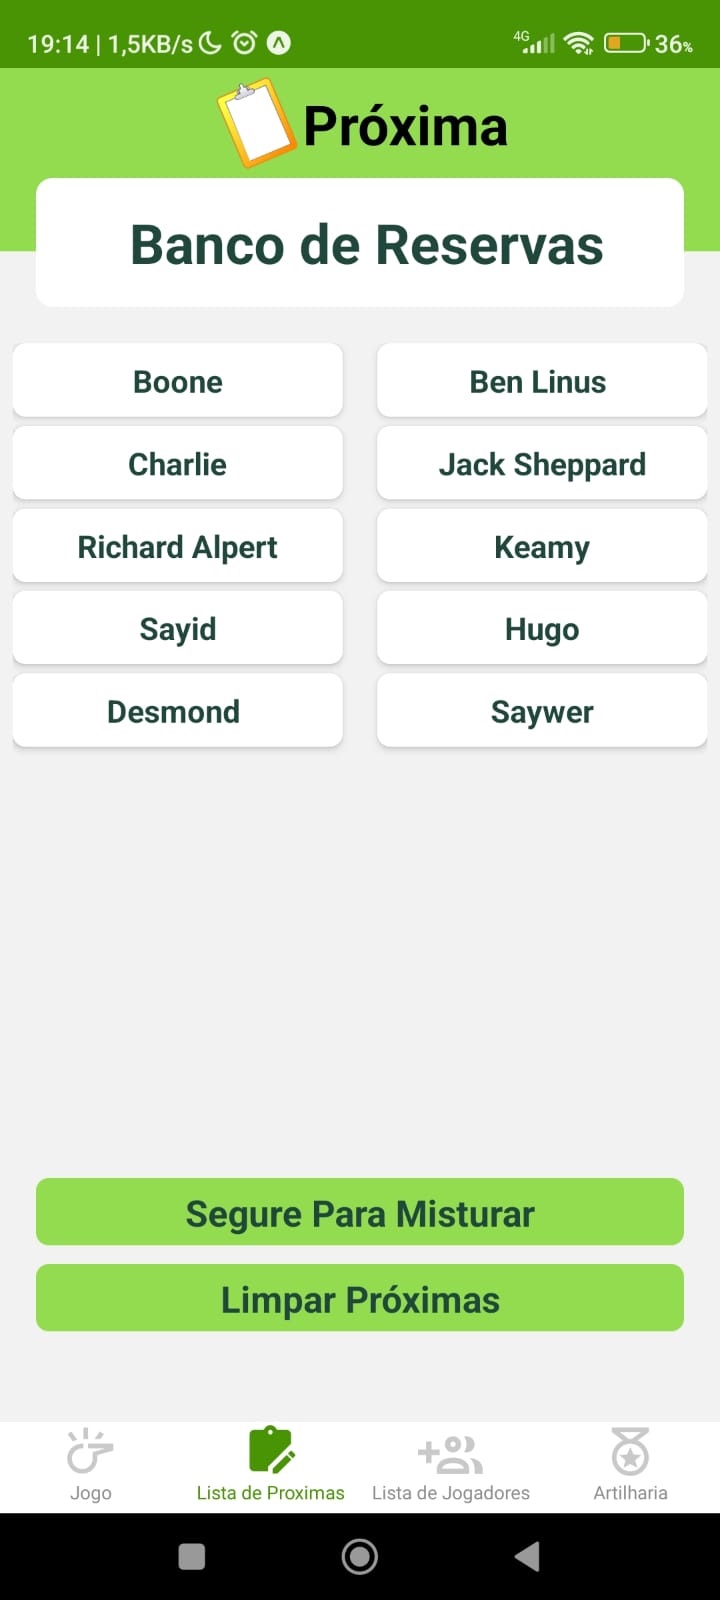 19:14 | 1,5KB/s
4G
36%
Próxima
Banco de Reservas
Boone
Ben Linus
Charlie
Jack Sheppard
Richard Alpert
Keamy
Sayid
Hugo
Desmond
Saywer
Segure Para Misturar
Limpar Próximas
Jogo
Lista de Proximas
Lista de Jogadores
Artilharia